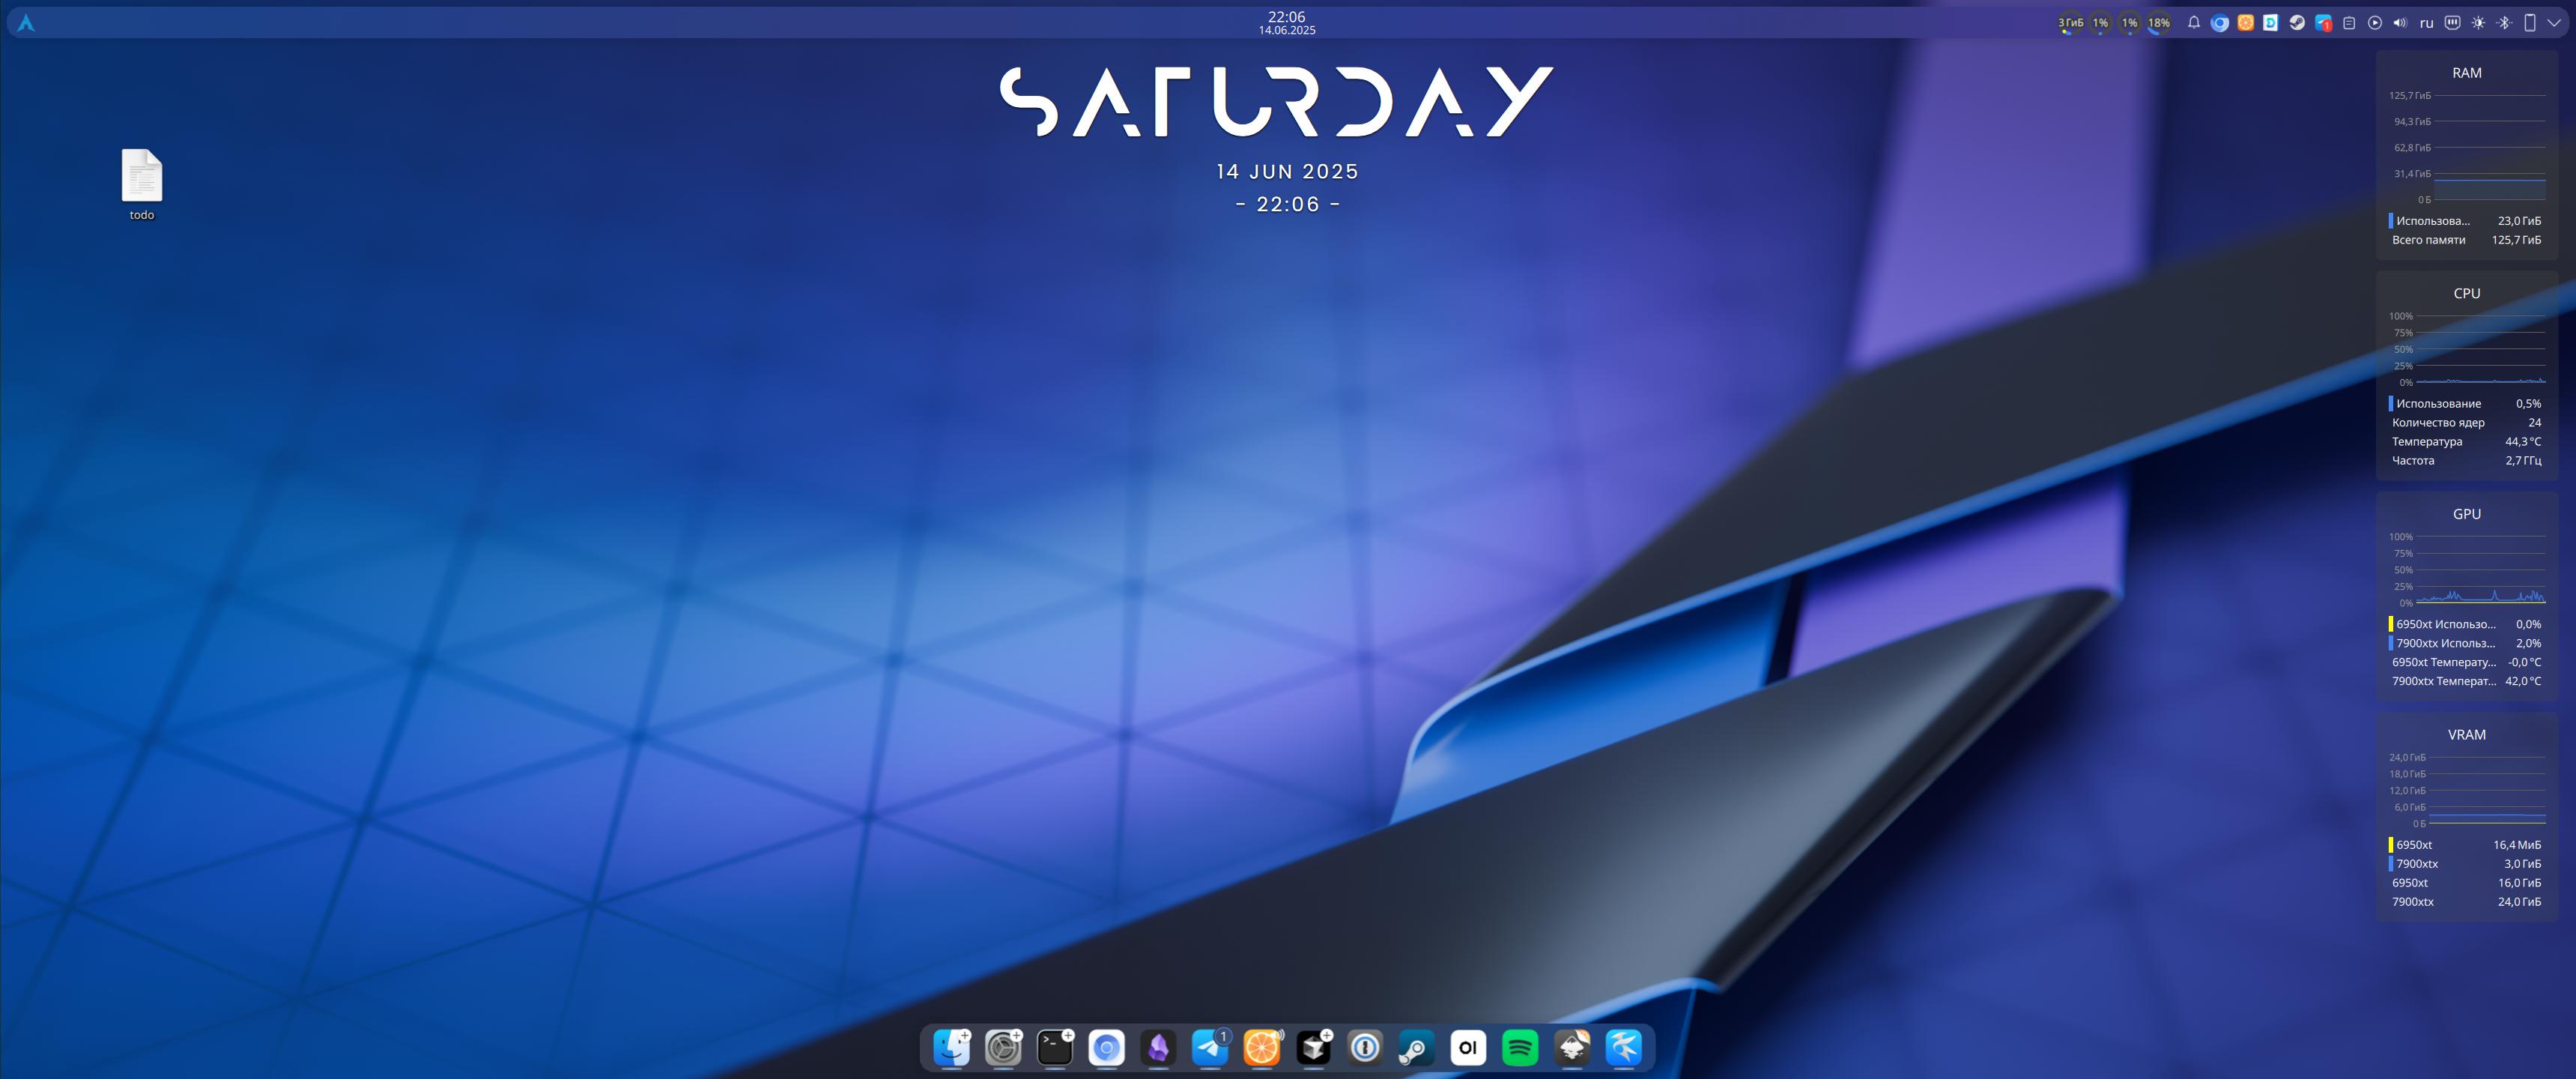 22:06
14.06.2025
3 ГиБ 1% 1% 18%
1
ru
SATURDAY
14 JUN 2025
- 22:06 -
todo
RAM
125,7 ГиБ
94,3 ГиБ
62,8 ГиБ
31,4 ГиБ
0 Б
Использова... 23,0 ГиБ
Всего памяти 125,7 ГиБ
CPU
100%
75%
50%
25%
0%
Использование 0,5%
Количество ядер 24
Температура 44,3 °C
Частота 2,7 ГГц
GPU
100%
75%
50%
25%
0%
6950xt Использо... 0,0%
7900xtx Использ... 2,0%
6950xt Температу... -0,0 °C
7900xtx Температ... 42,0 °C
VRAM
24,0 ГиБ
18,0 ГиБ
12,0 ГиБ
6,0 ГиБ
0 Б
6950xt 16,4 МиБ
7900xtx 3,0 ГиБ
6950xt 16,0 ГиБ
7900xtx 24,0 ГиБ
1
OI